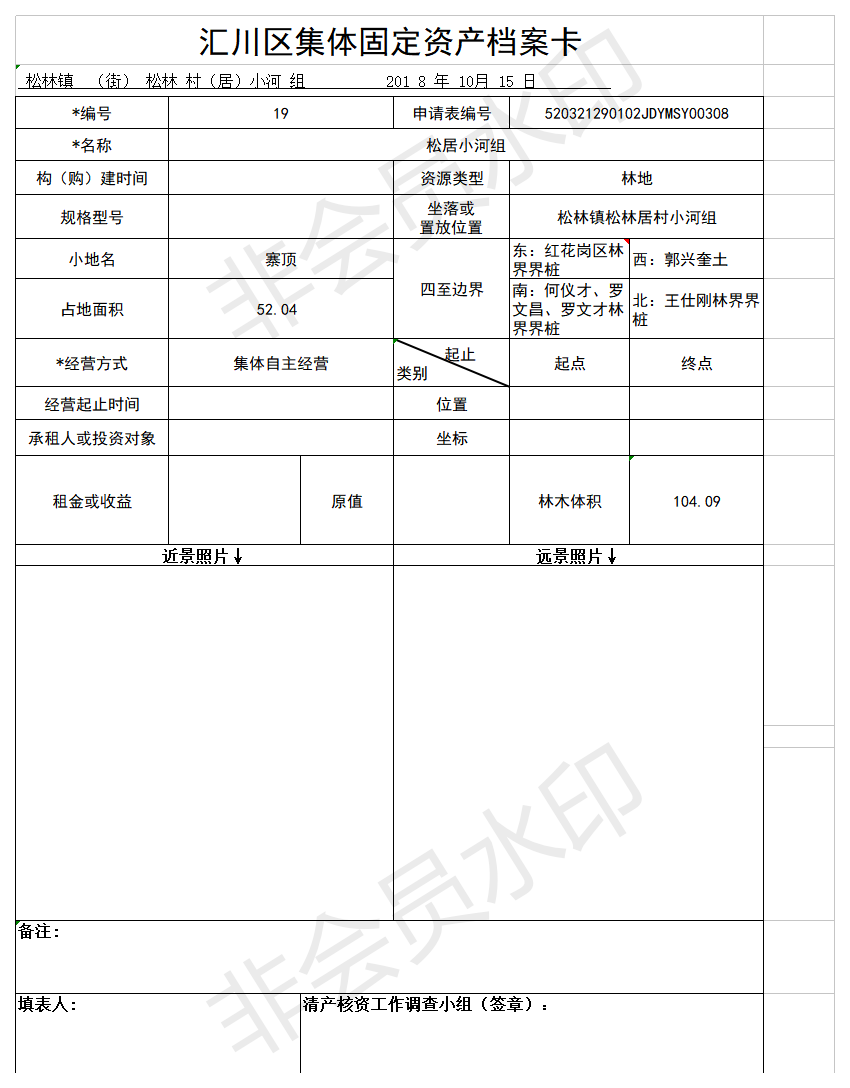 汇川区集体固定资产档案卡
松林镇 （街） 松林 村（居）小河 组 201 8 年 10月 15 日
*编号 19 申请表编号 520321290102JDYMSY00308
*名称 松居小河组
构（购）建时间 资源类型 林地
规格型号 坐落或
置放位置 松林镇松林居村小河组
小地名 寨顶 四至边界 东：红花岗区林
界界桩 西：郭兴奎土
占地面积 52.04 南：何仪才、罗
文昌、罗文才林
界界桩 北：王仕刚林界界
桩
*经营方式 集体自主经营 起止
类别 起点 终点
经营起止时间 位置
承租人或投资对象 坐标
租金或收益 原值 林木体积 104.09
近景照片↓ 远景照片↓
备注:
填表人: 清产核资工作调查小组（签章）:
非会员水印
非会员水印